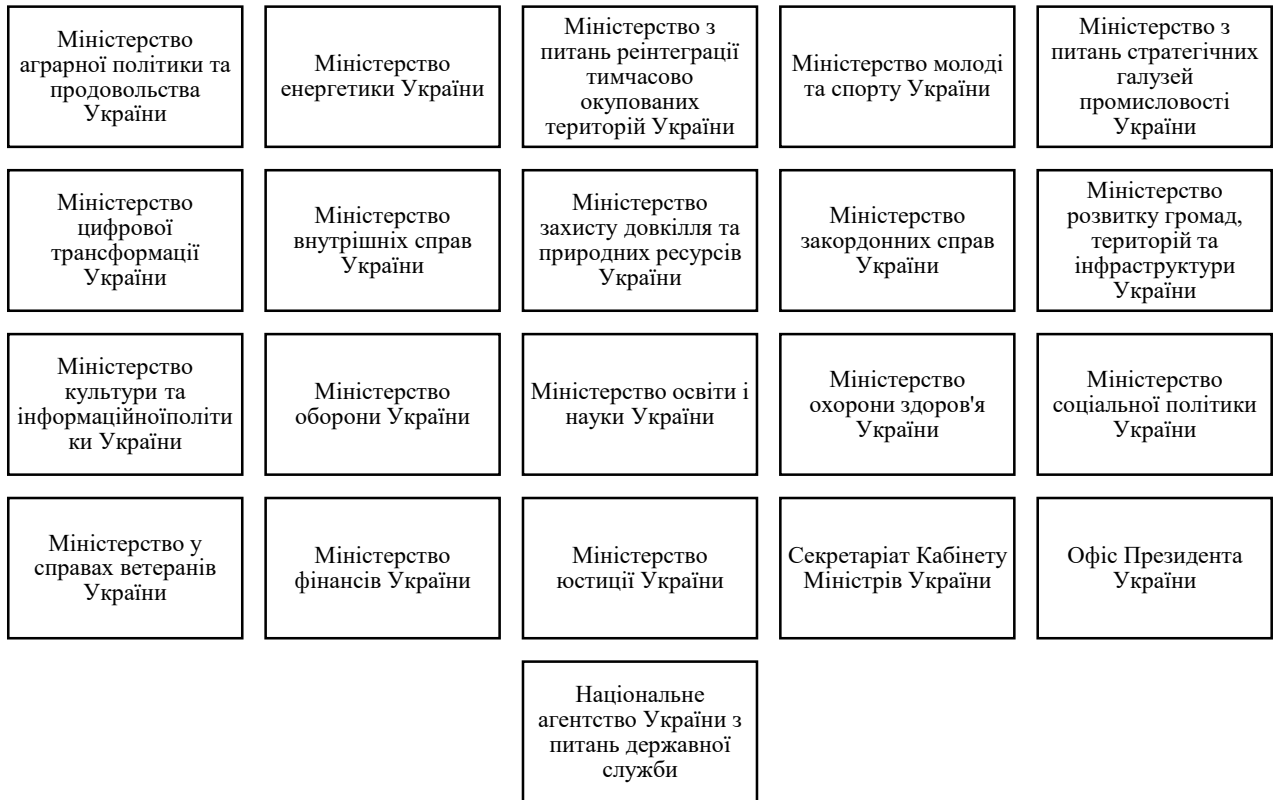 Міністерство
аграрної політики та
продовольства
України
Міністерство
енергетики України
Міністерство з
питань реінтеграції
тимчасово
окупованих
територій України
Міністерство молоді
та спорту України
Міністерство з
питань стратегічних
галузей
промисловості
України
Міністерство
цифрової
трансформації
України
Міністерство
внутрішніх справ
України
Міністерство
захисту довкілля та
природних ресурсів
України
Міністерство
закордонних справ
України
Міністерство
розвитку громад,
територій та
інфраструктури
України
Міністерство
культури та
інформаційноїполіти
ки України
Міністерство
оборони України
Міністерство освіти і
науки України
Міністерство
охорони здоров'я
України
Міністерство
соціальної політики
України
Міністерство у
справах ветеранів
України
Міністерство
фінансів України
Міністерство
юстиції України
Секретаріат Кабінету
Міністрів України
Офіс Президента
України
Національне
агентство України з
питань державної
служби